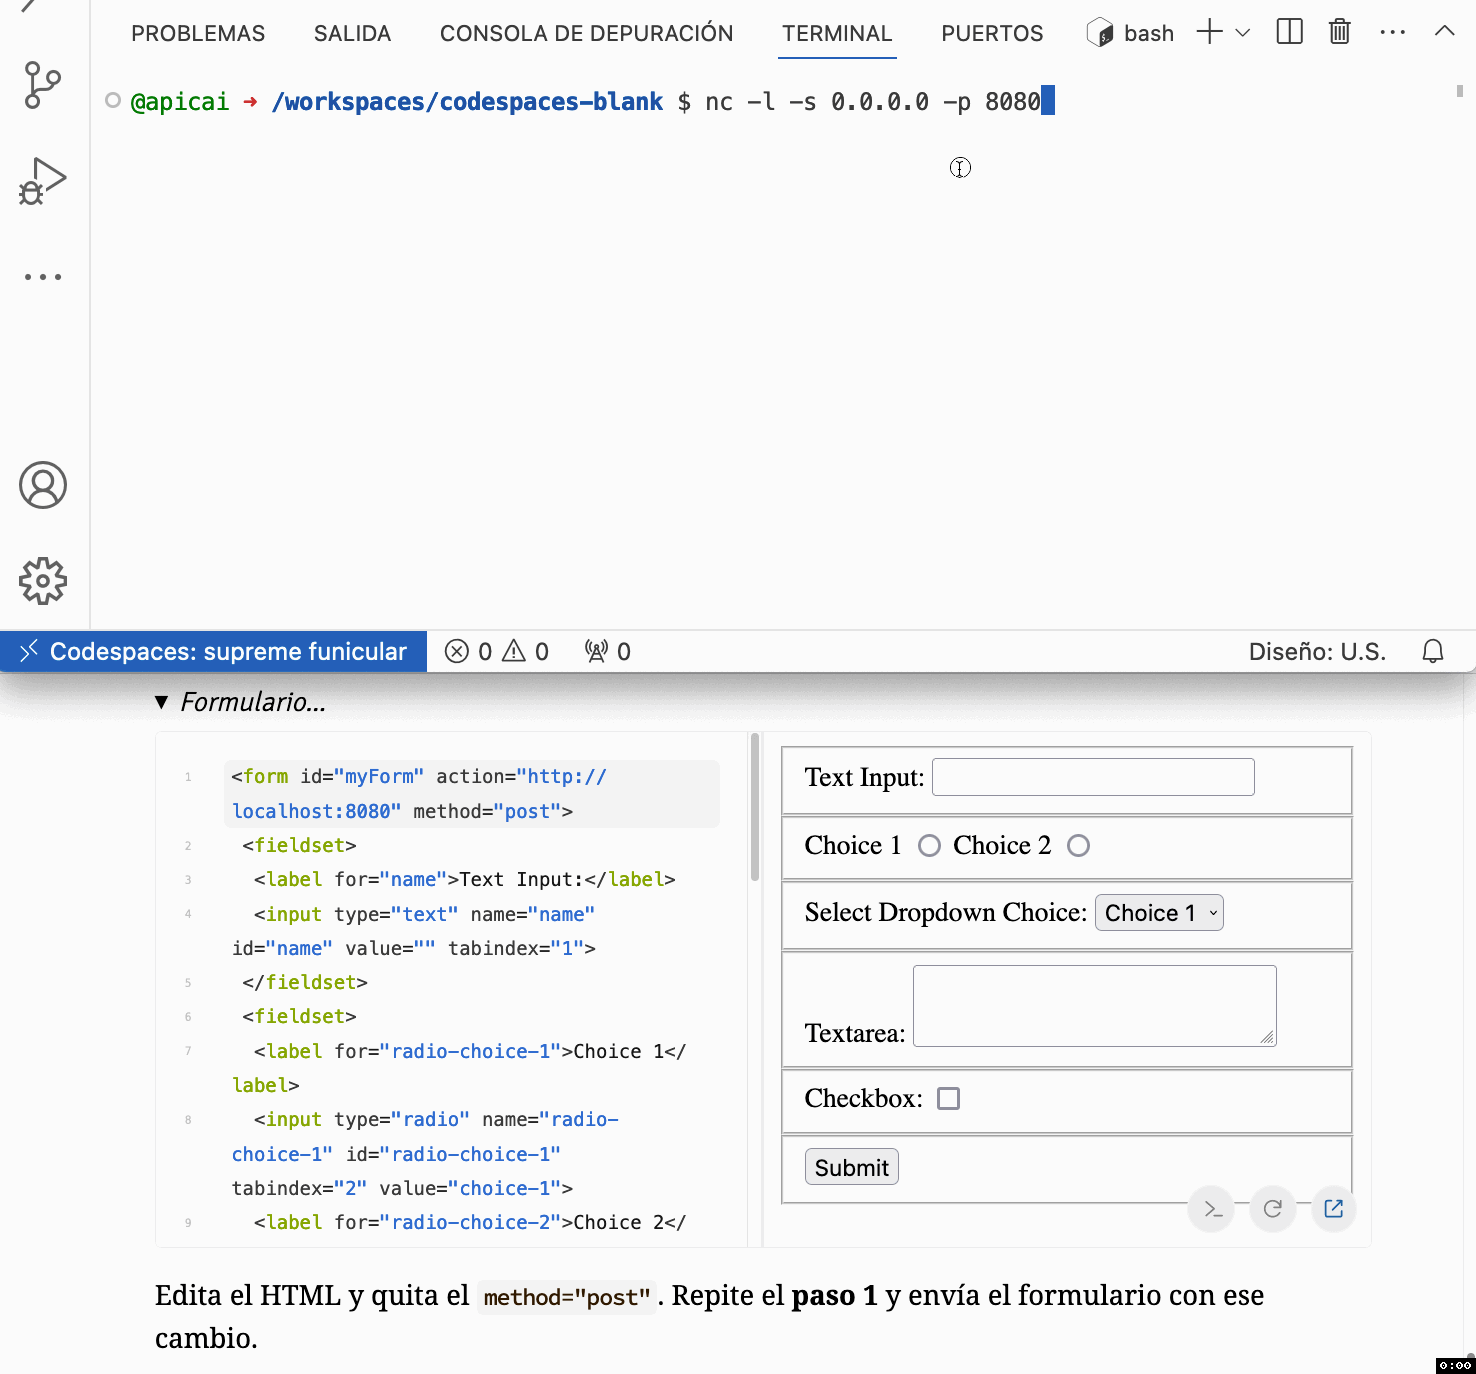 PROBLEMAS SALIDA CONSOLA DE DEPURACIÓN TERMINAL PUERTOS bash
@apicai ➜ /workspaces/codespaces-blank $ nc -l -s 0.0.0.0 -p 8080
Codespaces: supreme funicular 0 0 0 Diseño: U.S.
▼ Formulario...
1 <form id="myForm" action="http://
localhost:8080" method="post">
2 <fieldset>
3 <label for="name">Text Input:</label>
4 <input type="text" name="name"
id="name" value="" tabindex="1">
5 </fieldset>
6 <fieldset>
7 <label for="radio-choice-1">Choice 1</
label>
8 <input type="radio" name="radio-
choice-1" id="radio-choice-1"
tabindex="2" value="choice-1">
9 <label for="radio-choice-2">Choice 2</
Text Input:
Choice 1 Choice 2
Select Dropdown Choice: Choice 1
Textarea:
Checkbox:
Submit
Edita el HTML y quita el method="post". Repite el paso 1 y envía el formulario con ese
cambio.
0:00